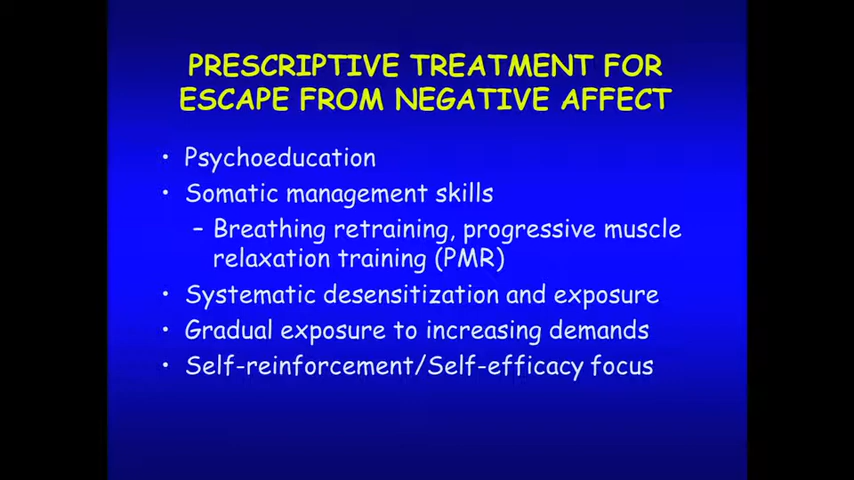 PRESCRIPTIVE TREATMENT FOR
ESCAPE FROM NEGATIVE AFFECT
• Psychoeducation
• Somatic management skills
– Breathing retraining, progressive muscle
relaxation training (PMR)
• Systematic desensitization and exposure
• Gradual exposure to increasing demands
• Self-reinforcement/Self-efficacy focus